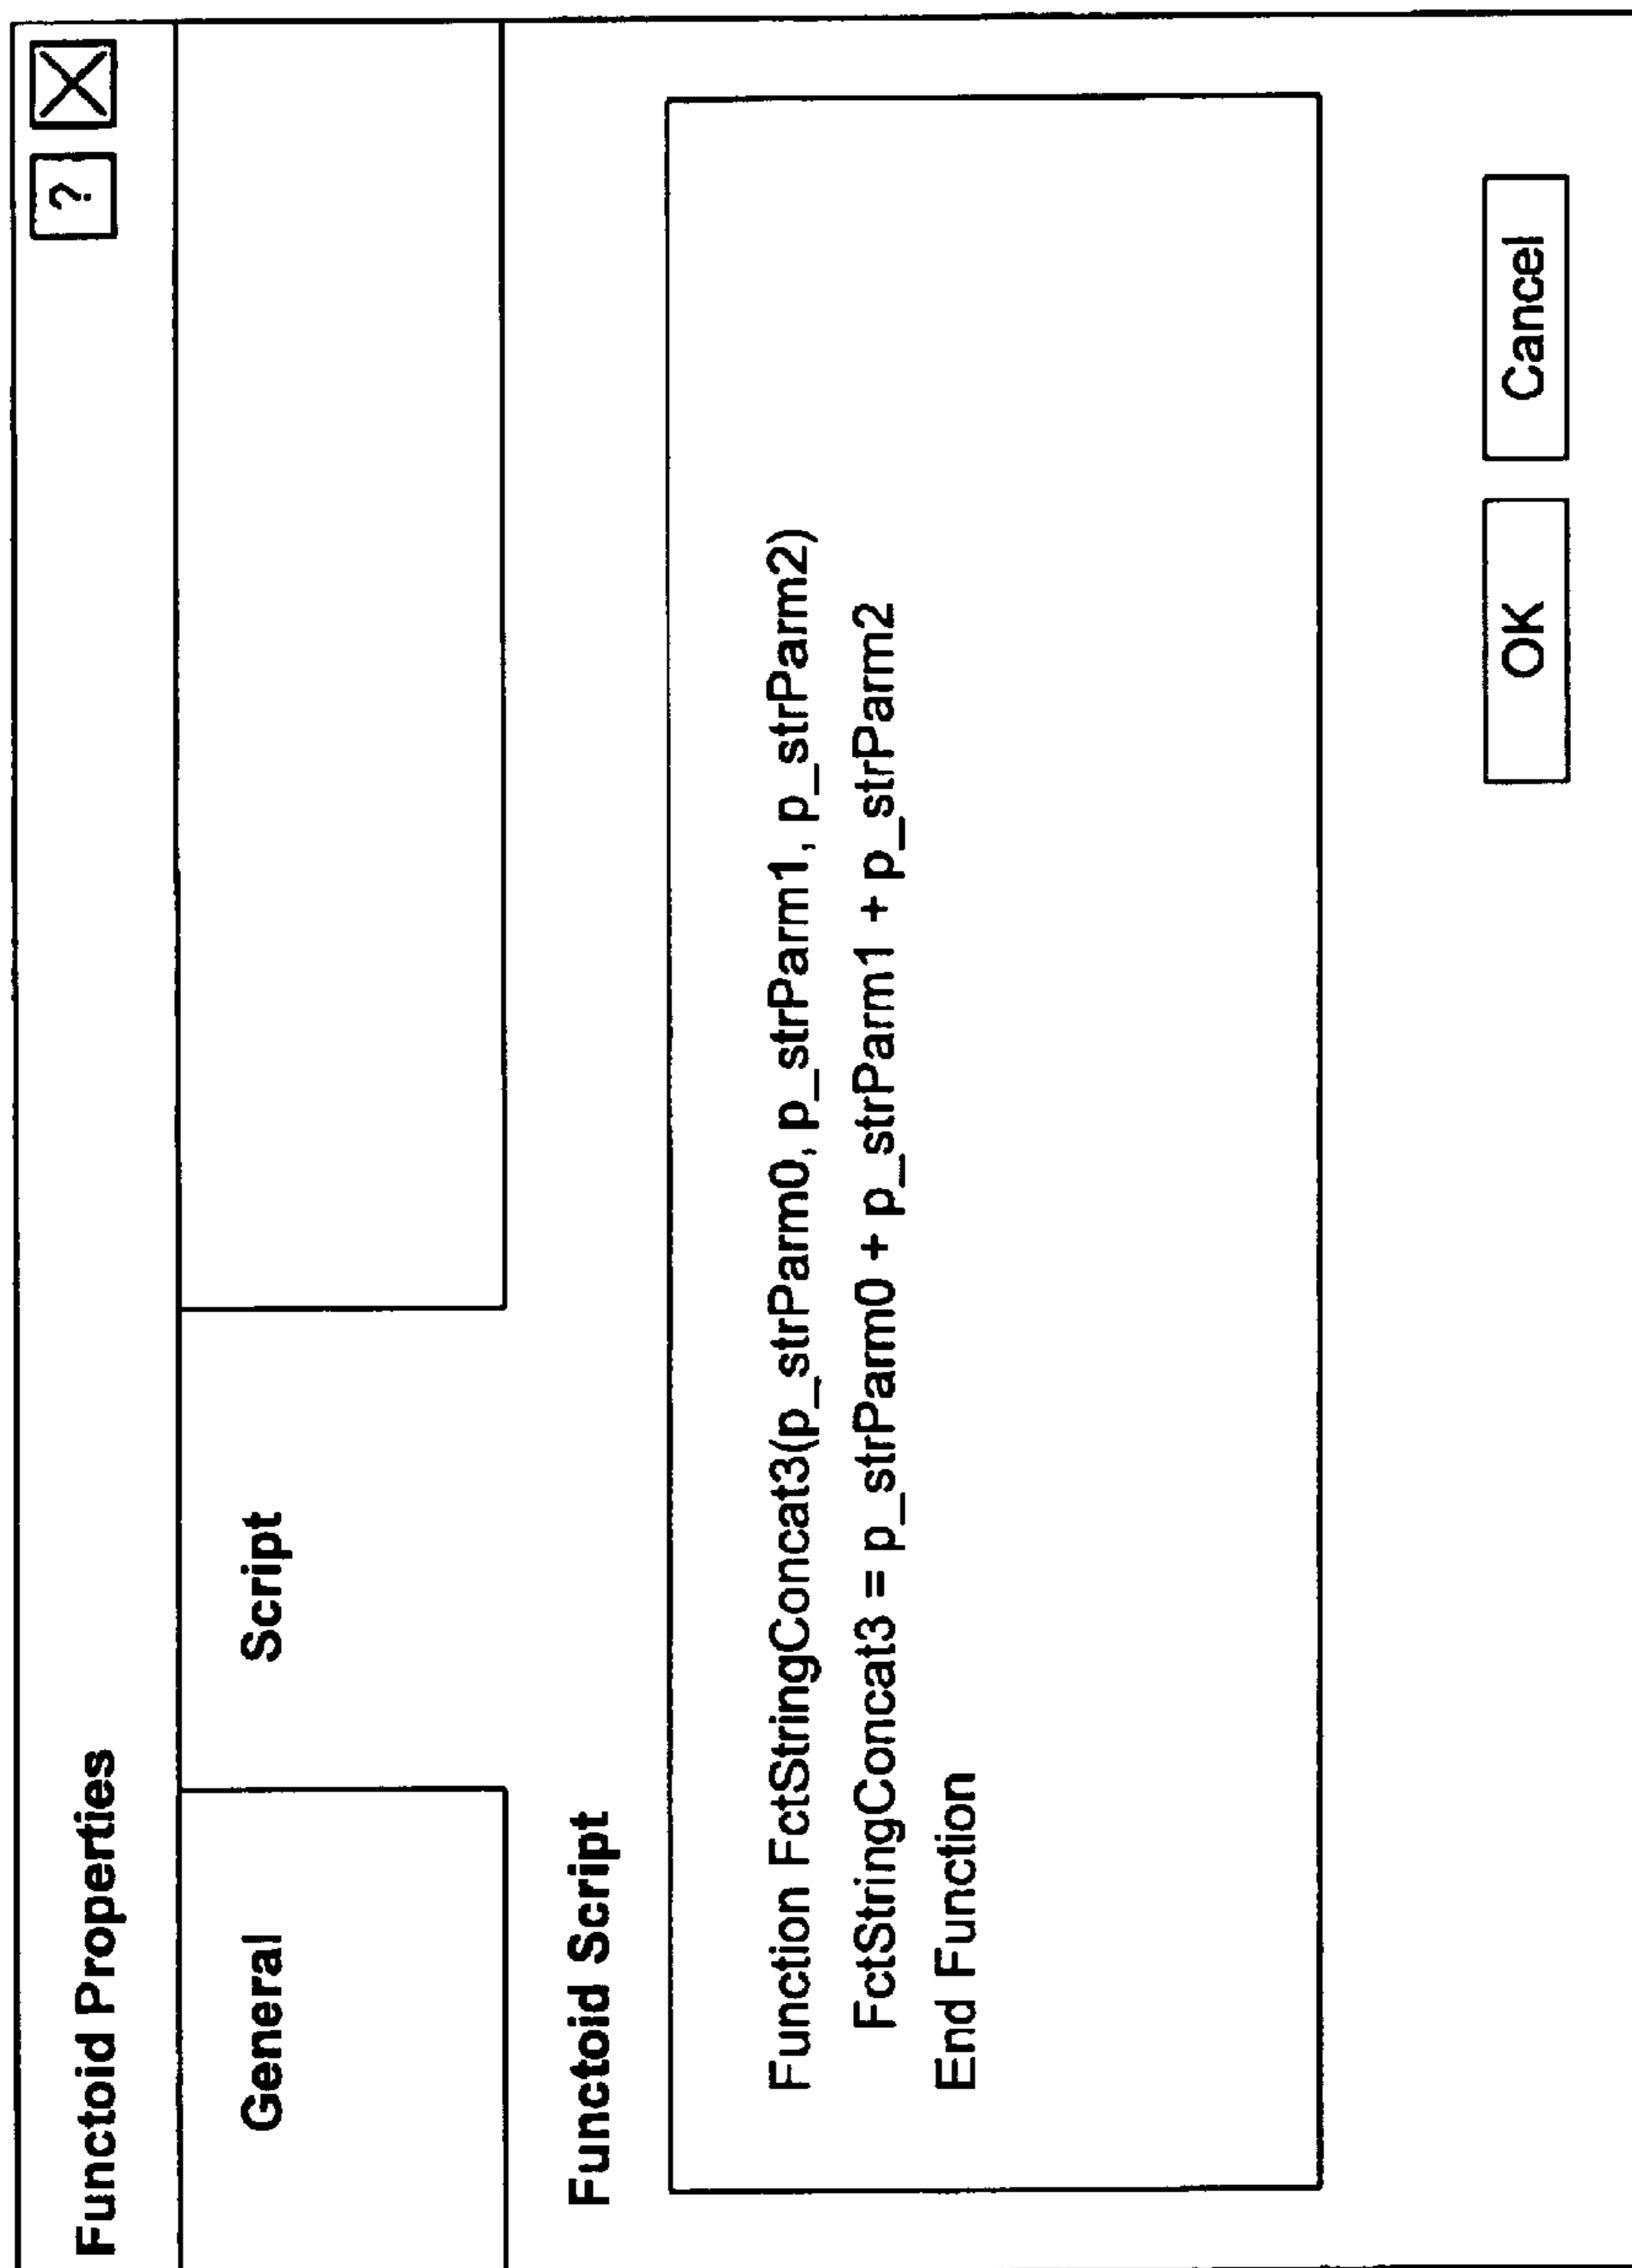 Functoid Properties
?
General
Script
Functoid Script
Function FctStringConcat3(p_strParm0, p_strParm1, p_strParm2)
FctStringConcat3 = p_strParm0 + p_strParm1 + p_strParm2
End Function
OK
Cancel